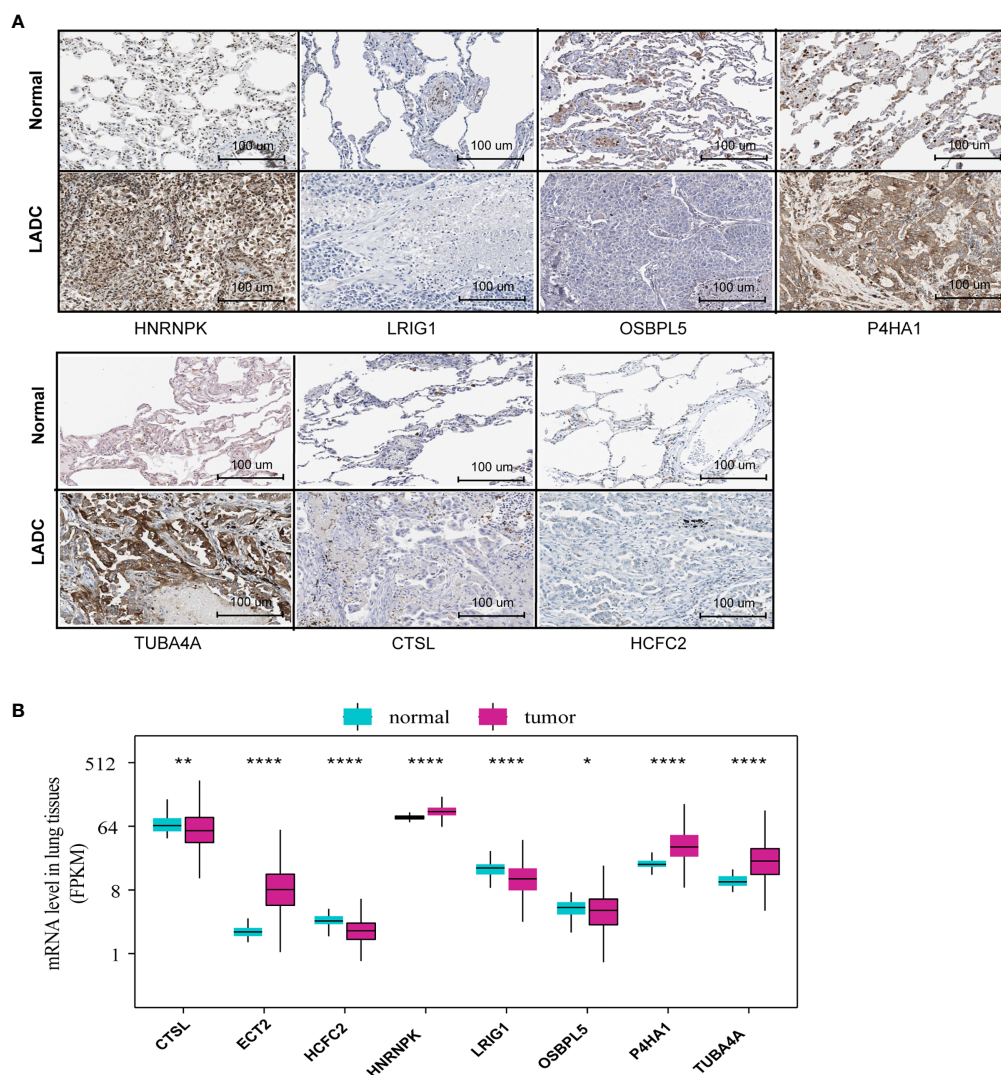 A
Normal
100 um 100 um 100 um 100 um
LADC
100 um 100 um 100 um 100 um
HNRNPK LRIG1 OSBPL5 P4HA1
Normal
100 um 100 um 100 um
LADC
100 um 100 um 100 um
TUBA4A CTSL HCFC2
B
normal tumor
mRNA level in lung tissues
(FPKM)
512
64
8
1
** **** **** **** **** * **** ****
CTSL ECT2 HCFC2 HNRNPK LRIG1 OSBPL5 P4HA1 TUBA4A